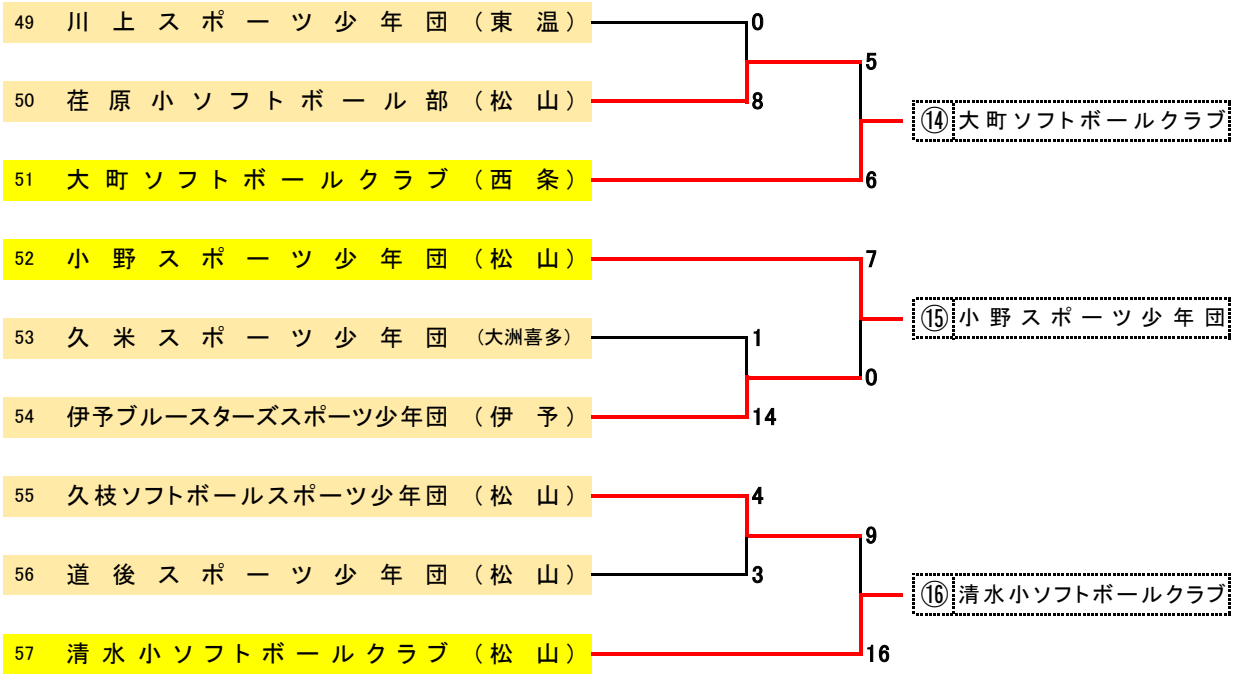 49 川上スポーツ少年団（東温）
0
5
50 荏原小ソフトボール部（松山）
8
⑭ 大町ソフトボールクラブ
51 大町ソフトボールクラブ（西条）
6
52 小野スポーツ少年団（松山）
7
⑮ 小野スポーツ少年団
53 久米スポーツ少年団（大洲喜多）
1
0
54 伊予ブルースターズスポーツ少年団（伊予）
14
55 久枝ソフトボールスポーツ少年団（松山）
4
9
56 道後スポーツ少年団（松山）
3
⑯ 清水小ソフトボールクラブ
57 清水小ソフトボールクラブ（松山）
16